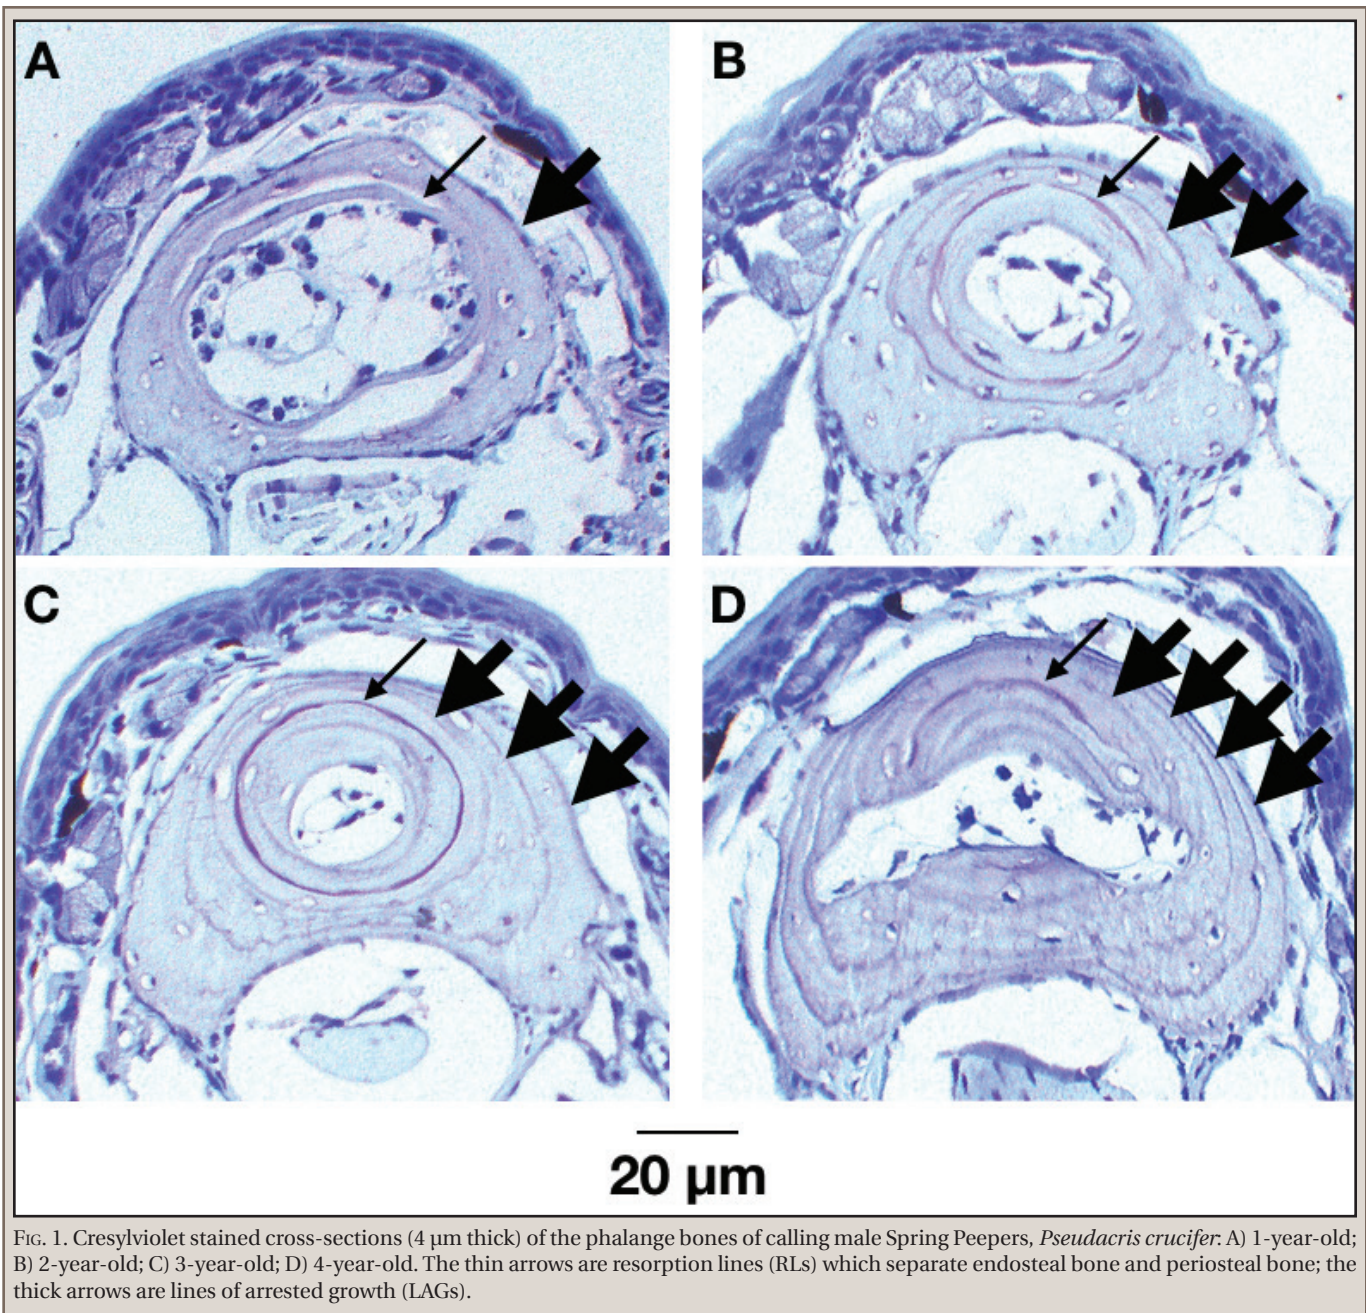 A
B
C
D
20 µm
FIG. 1. Cresylviolet stained cross-sections (4 µm thick) of the phalange bones of calling male Spring Peepers, Pseudacris crucifer. A) 1-year-old;
B) 2-year-old; C) 3-year-old; D) 4-year-old. The thin arrows are resorption lines (RLs) which separate endosteal bone and periosteal bone; the
thick arrows are lines of arrested growth (LAGs).